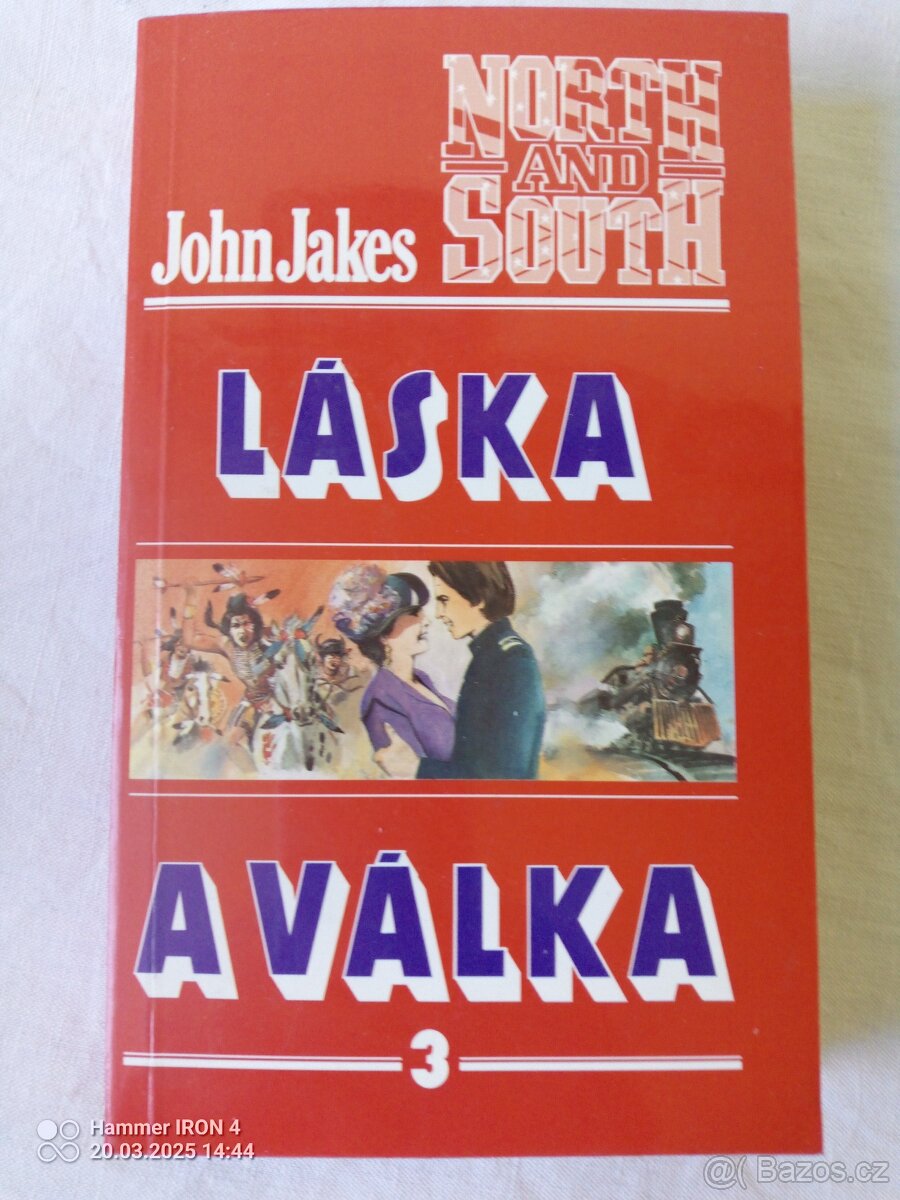 NORTH
AND
SOUTH
John Jakes
LÁSKA
A VÁLKA
3
Hammer IRON 4
20.03.2025 14:44
Bazos.cz